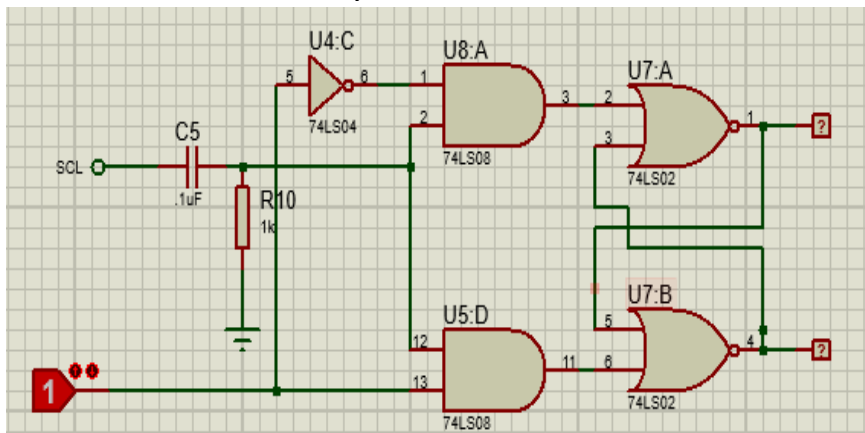 U4:C
5
6
74LS04
U8:A
1
2
3
74LS08
U7:A
2
3
1
74LS02
?
C5
SCL
.1uF
R10
1k
U5:D
12
13
11
74LS08
U7:B
5
6
4
74LS02
?
1